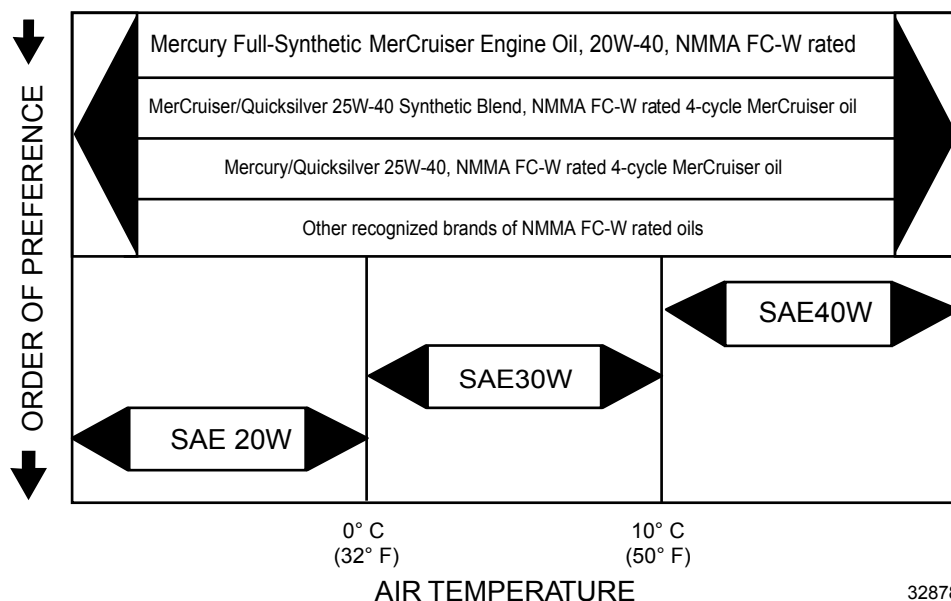 ORDER OF PREFERENCE
Mercury Full-Synthetic MerCruiser Engine Oil, 20W-40, NMMA FC-W rated
MerCruiser/Quicksilver 25W-40 Synthetic Blend, NMMA FC-W rated 4-cycle MerCruiser oil
Mercury/Quicksilver 25W-40, NMMA FC-W rated 4-cycle MerCruiser oil
Other recognized brands of NMMA FC-W rated oils
SAE40W
SAE30W
SAE 20W
0° C
(32° F)
10° C
(50° F)
AIR TEMPERATURE